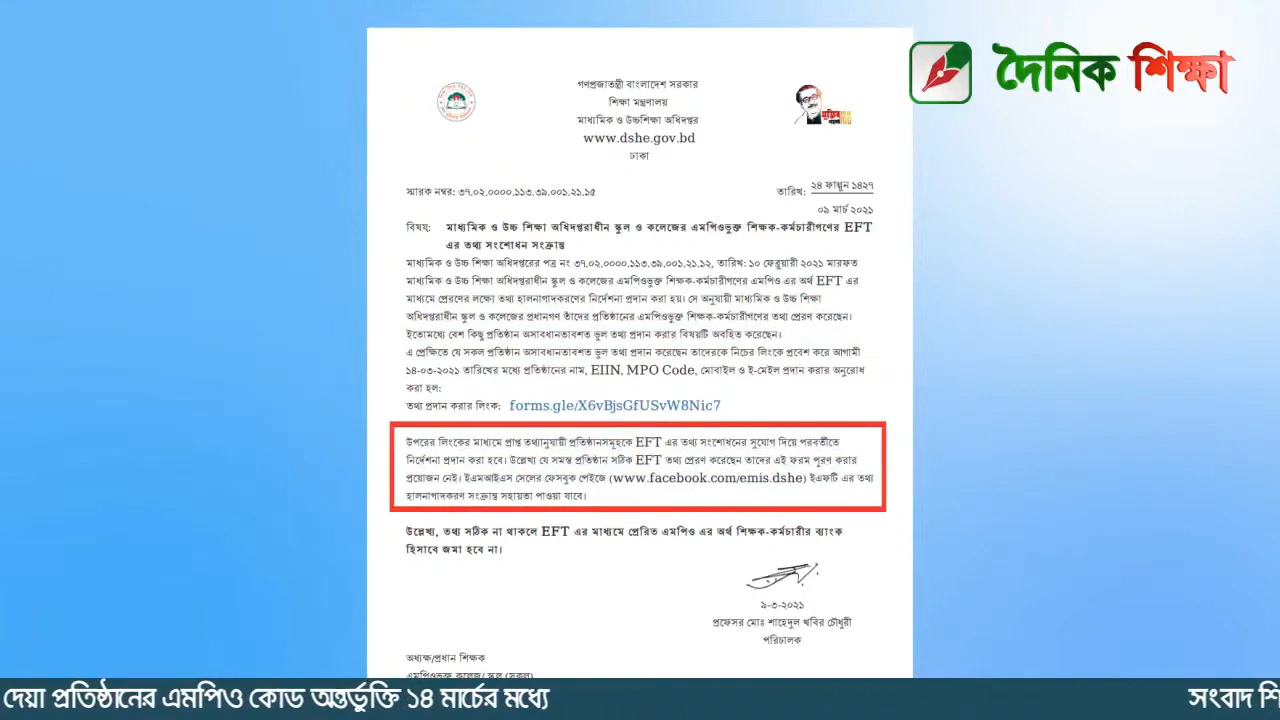 দৈনিক শিক্ষা
গণপ্রজাতন্ত্রী বাংলাদেশ সরকার
শিক্ষা মন্ত্রণালয়
মাধ্যমিক ও উচ্চশিক্ষা অধিদপ্তর
www.dshe.gov.bd
ঢাকা
মুজিব
স্মারক নম্বর: ৩৭.০২.০০০০.১১৩.৩৯.০০১.২১.১৫
তারিখ: ২৪ ফাল্গুন ১৪২৭
০৯ মার্চ ২০২১
বিষয়: মাধ্যমিক ও উচ্চ শিক্ষা অধিদপ্তরাধীন স্কুল ও কলেজের এমপিওভুক্ত শিক্ষক-কর্মচারীগণের EFT
এর তথ্য সংশোধন সংক্রান্ত
মাধ্যমিক ও উচ্চ শিক্ষা অধিদপ্তরের পত্র নং ৩৭.০২.০০০০.১১৩.৩৯.০০১.২১.১২, তারিখ: ১০ ফেব্রুয়ারী ২০২১ মারফত
মাধ্যমিক ও উচ্চ শিক্ষা অধিদপ্তরাধীন স্কুল ও কলেজের এমপিওভুক্ত শিক্ষক-কর্মচারীগণের এমপিও এর অর্থ EFT এর
মাধ্যমে প্রেরণের লক্ষ্যে তথ্য হালনাগাদকরণের নির্দেশনা প্রদান করা হয়। সে অনুযায়ী মাধ্যমিক ও উচ্চ শিক্ষা
অধিদপ্তরাধীন স্কুল ও কলেজের প্রধানগণ তাঁদের প্রতিষ্ঠানের এমপিওভুক্ত শিক্ষক-কর্মচারীগণের তথ্য প্রেরণ করেছেন।
ইতোমধ্যে বেশ কিছু প্রতিষ্ঠান অসাবধানতাবশত ভুল তথ্য প্রদান করার বিষয়টি অবহিত করেছেন।
এ প্রেক্ষিতে যে সকল প্রতিষ্ঠান অসাবধানতাবশত ভুল তথ্য প্রদান করেছেন তাদেরকে নিচের লিংকে প্রবেশ করে আগামী
১৪-০৩-২০২১ তারিখের মধ্যে প্রতিষ্ঠানের নাম, EIIN, MPO Code, মোবাইল ও ই-মেইল প্রদান করার অনুরোধ
করা হল:
তথ্য প্রদান করার লিংক: forms.gle/X6vBjsGfUSvW8Nic7
উপরের লিংকের মাধ্যমে প্রাপ্ত তথ্যানুযায়ী প্রতিষ্ঠানসমূহকে EFT এর তথ্য সংশোধনের সুযোগ দিয়ে পরবর্তীতে
নির্দেশনা প্রদান করা হবে। উল্লেখ্য যে সমস্ত প্রতিষ্ঠান সঠিক EFT তথ্য প্রেরণ করেছেন তাদের এই ফরম পূরণ করার
প্রয়োজন নেই। ইএমআইএস সেলের ফেসবুক পেইজে (www.facebook.com/emis.dshe) ইএফটি এর তথ্য
হালনাগাদকরণ সংক্রান্ত সহায়তা পাওয়া যাবে।
উল্লেখ্য, তথ্য সঠিক না থাকলে EFT এর মাধ্যমে প্রেরিত এমপিও এর অর্থ শিক্ষক-কর্মচারীর ব্যাংক
হিসাবে জমা হবে না।
৯-৩-২০২১
প্রফেসর মোঃ শাহেদুল খবির চৌধুরী
পরিচালক
অধ্যক্ষ/প্রধান শিক্ষক
এমপিওভুক্ত কলেজ/ স্কুল (সকল)
দেয়া প্রতিষ্ঠানের এমপিও কোড অন্তর্ভুক্তি ১৪ মার্চের মধ্যে
সংবাদ শি